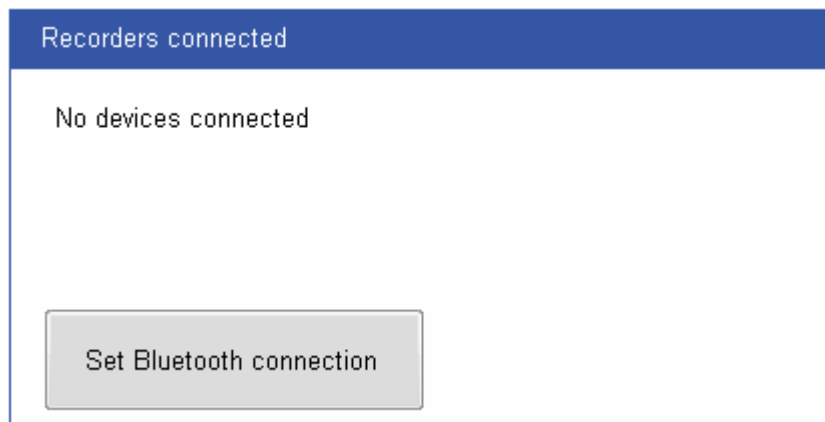 Recorders connected
No devices connected
Set Bluetooth connection